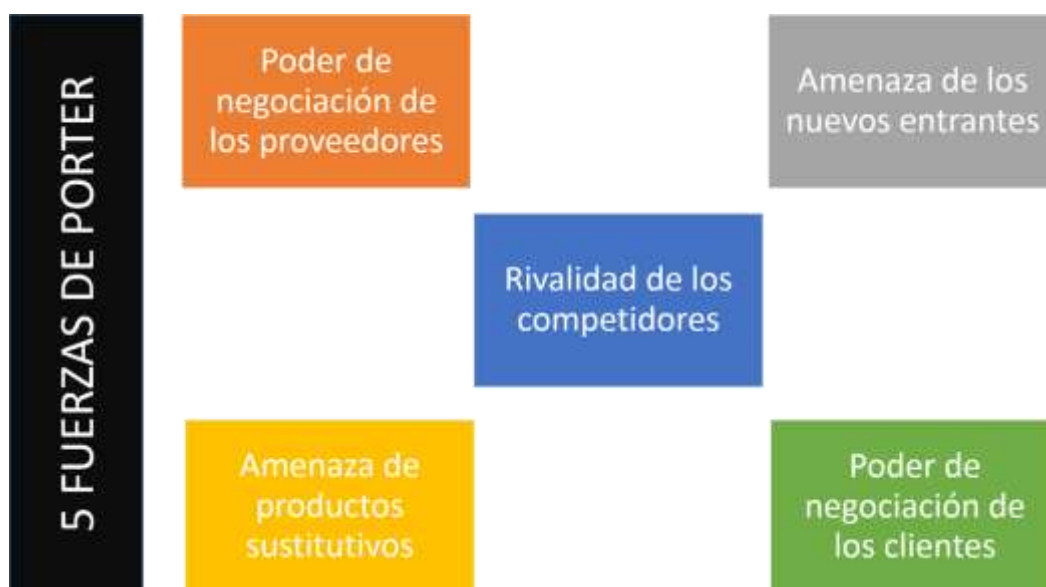 5 FUERZAS DE PORTER
Poder de
negociación de
los proveedores
Amenaza de los
nuevos entrantes
Rivalidad de los
competidores
Amenaza de
productos
sustitutivos
Poder de
negociación de
los clientes